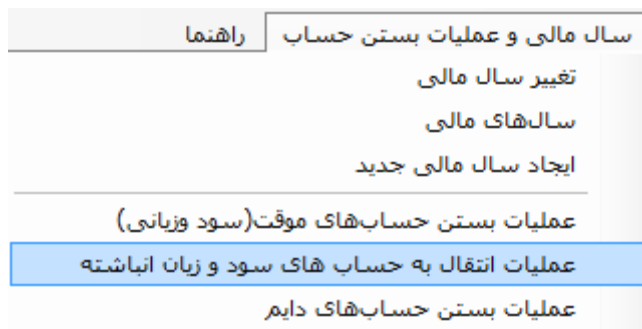 سال مالی و عملیات بستن حساب راهنما
تغییر سال مالی
سال‌های مالی
ایجاد سال مالی جدید
عملیات بستن حساب‌های موقت(سود وزیانی)
عملیات انتقال به حساب های سود و زیان انباشته
عملیات بستن حساب‌های دایم